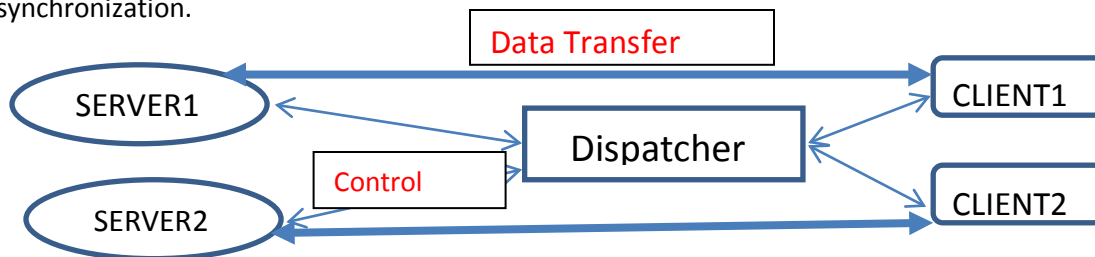 synchronization.
Data Transfer
SERVER1
CLIENT1
Dispatcher
Control
SERVER2
CLIENT2